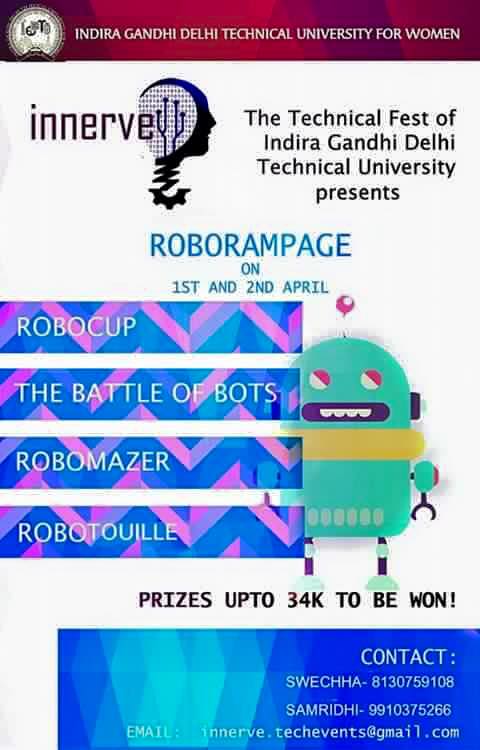 INDIRA GANDHI DELHI TECHNICAL UNIVERSITY FOR WOMEN
innerve
The Technical Fest of
Indira Gandhi Delhi
Technical University
presents
ROBORAMPAGE
ON
1ST AND 2ND APRIL
ROBOCUP
THE BATTLE OF BOTS
ROBOMAZER
ROBOTOUILLE
PRIZES UPTO 34K TO BE WON!
CONTACT:
SWECHHA- 8130759108
SAMRIDHI- 9910375266
EMAIL: innerve.techevents@gmail.com